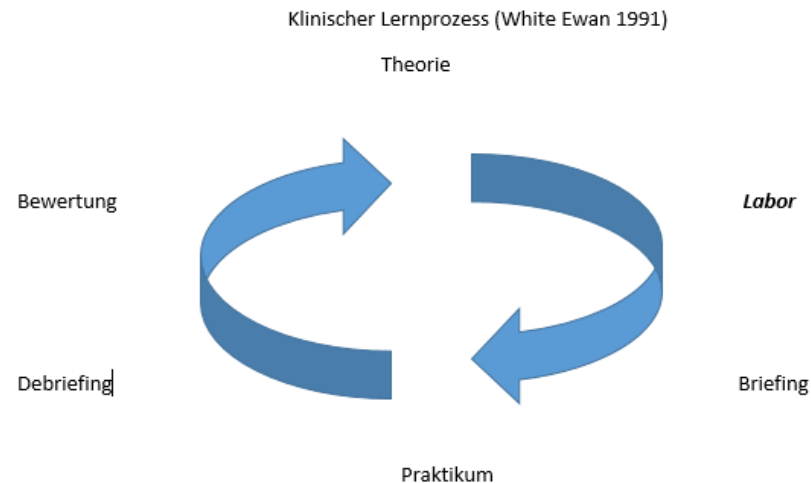 Klinischer Lernprozess (White Ewan 1991)
Theorie
Bewertung
Labor
Debriefing
Briefing
Praktikum